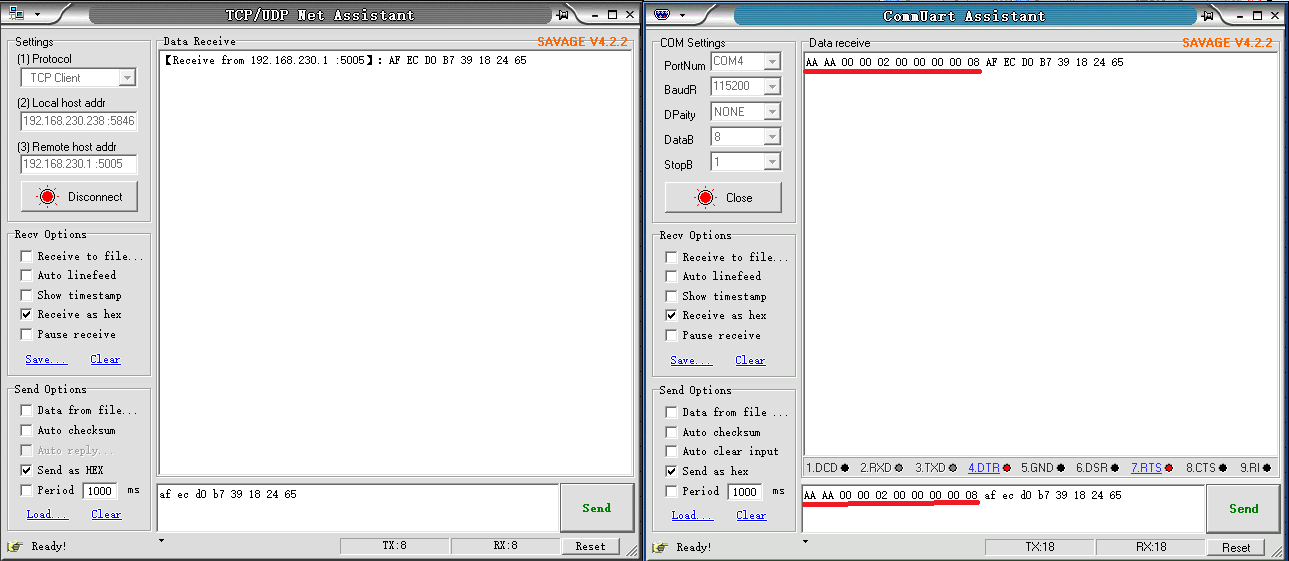 TCP/UDP Net Assistant
Settings
(1) Protocol
TCP Client
(2) Local host addr
192.168.230.238 :5846
(3) Remote host addr
192.168.230.1 :5005
Disconnect
Recv Options
Receive to file...
Auto linefeed
Show timestamp
Receive as hex
Pause receive
Save... Clear
Send Options
Data from file...
Auto checksum
Auto reply...
Send as HEX
Period 1000 ms
Load... Clear
Data Receive SAVAGE V4.2.2
【Receive from 192.168.230.1 :5005】: AF EC D0 B7 39 18 24 65
af ec d0 b7 39 18 24 65
Send
Ready! TX:8 RX:8 Reset
CommUart Assistant
COM Settings
PortNum COM4
BaudR 115200
DPaity NONE
DataB 8
StopB 1
Close
Recv Options
Receive to file...
Auto linefeed
Show timestamp
Receive as hex
Pause receive
Save... Clear
Send Options
Data from file ...
Auto checksum
Auto clear input
Send as hex
Period 1000 ms
Load... Clear
Data receive SAVAGE V4.2.2
AA AA 00 00 02 00 00 00 00 08 AF EC D0 B7 39 18 24 65
1.DCD 2.RXD 3.TXD 4.DTR 5.GND 6.DSR 7.RTS 8.CTS 9.RI
AA AA 00 00 02 00 00 00 00 08 af ec d0 b7 39 18 24 65
Send
Ready! TX:18 RX:18 Reset